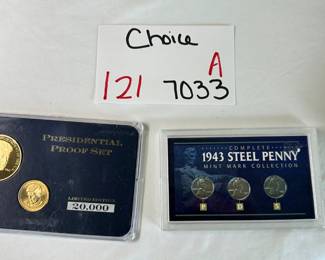 Choice
A
121 7033
PRESIDENTIAL
PROOF SET
LIMITED EDITION
20,000
COMPLETE
1943 STEEL PENNY
MINT MARK COLLECTION
P D S